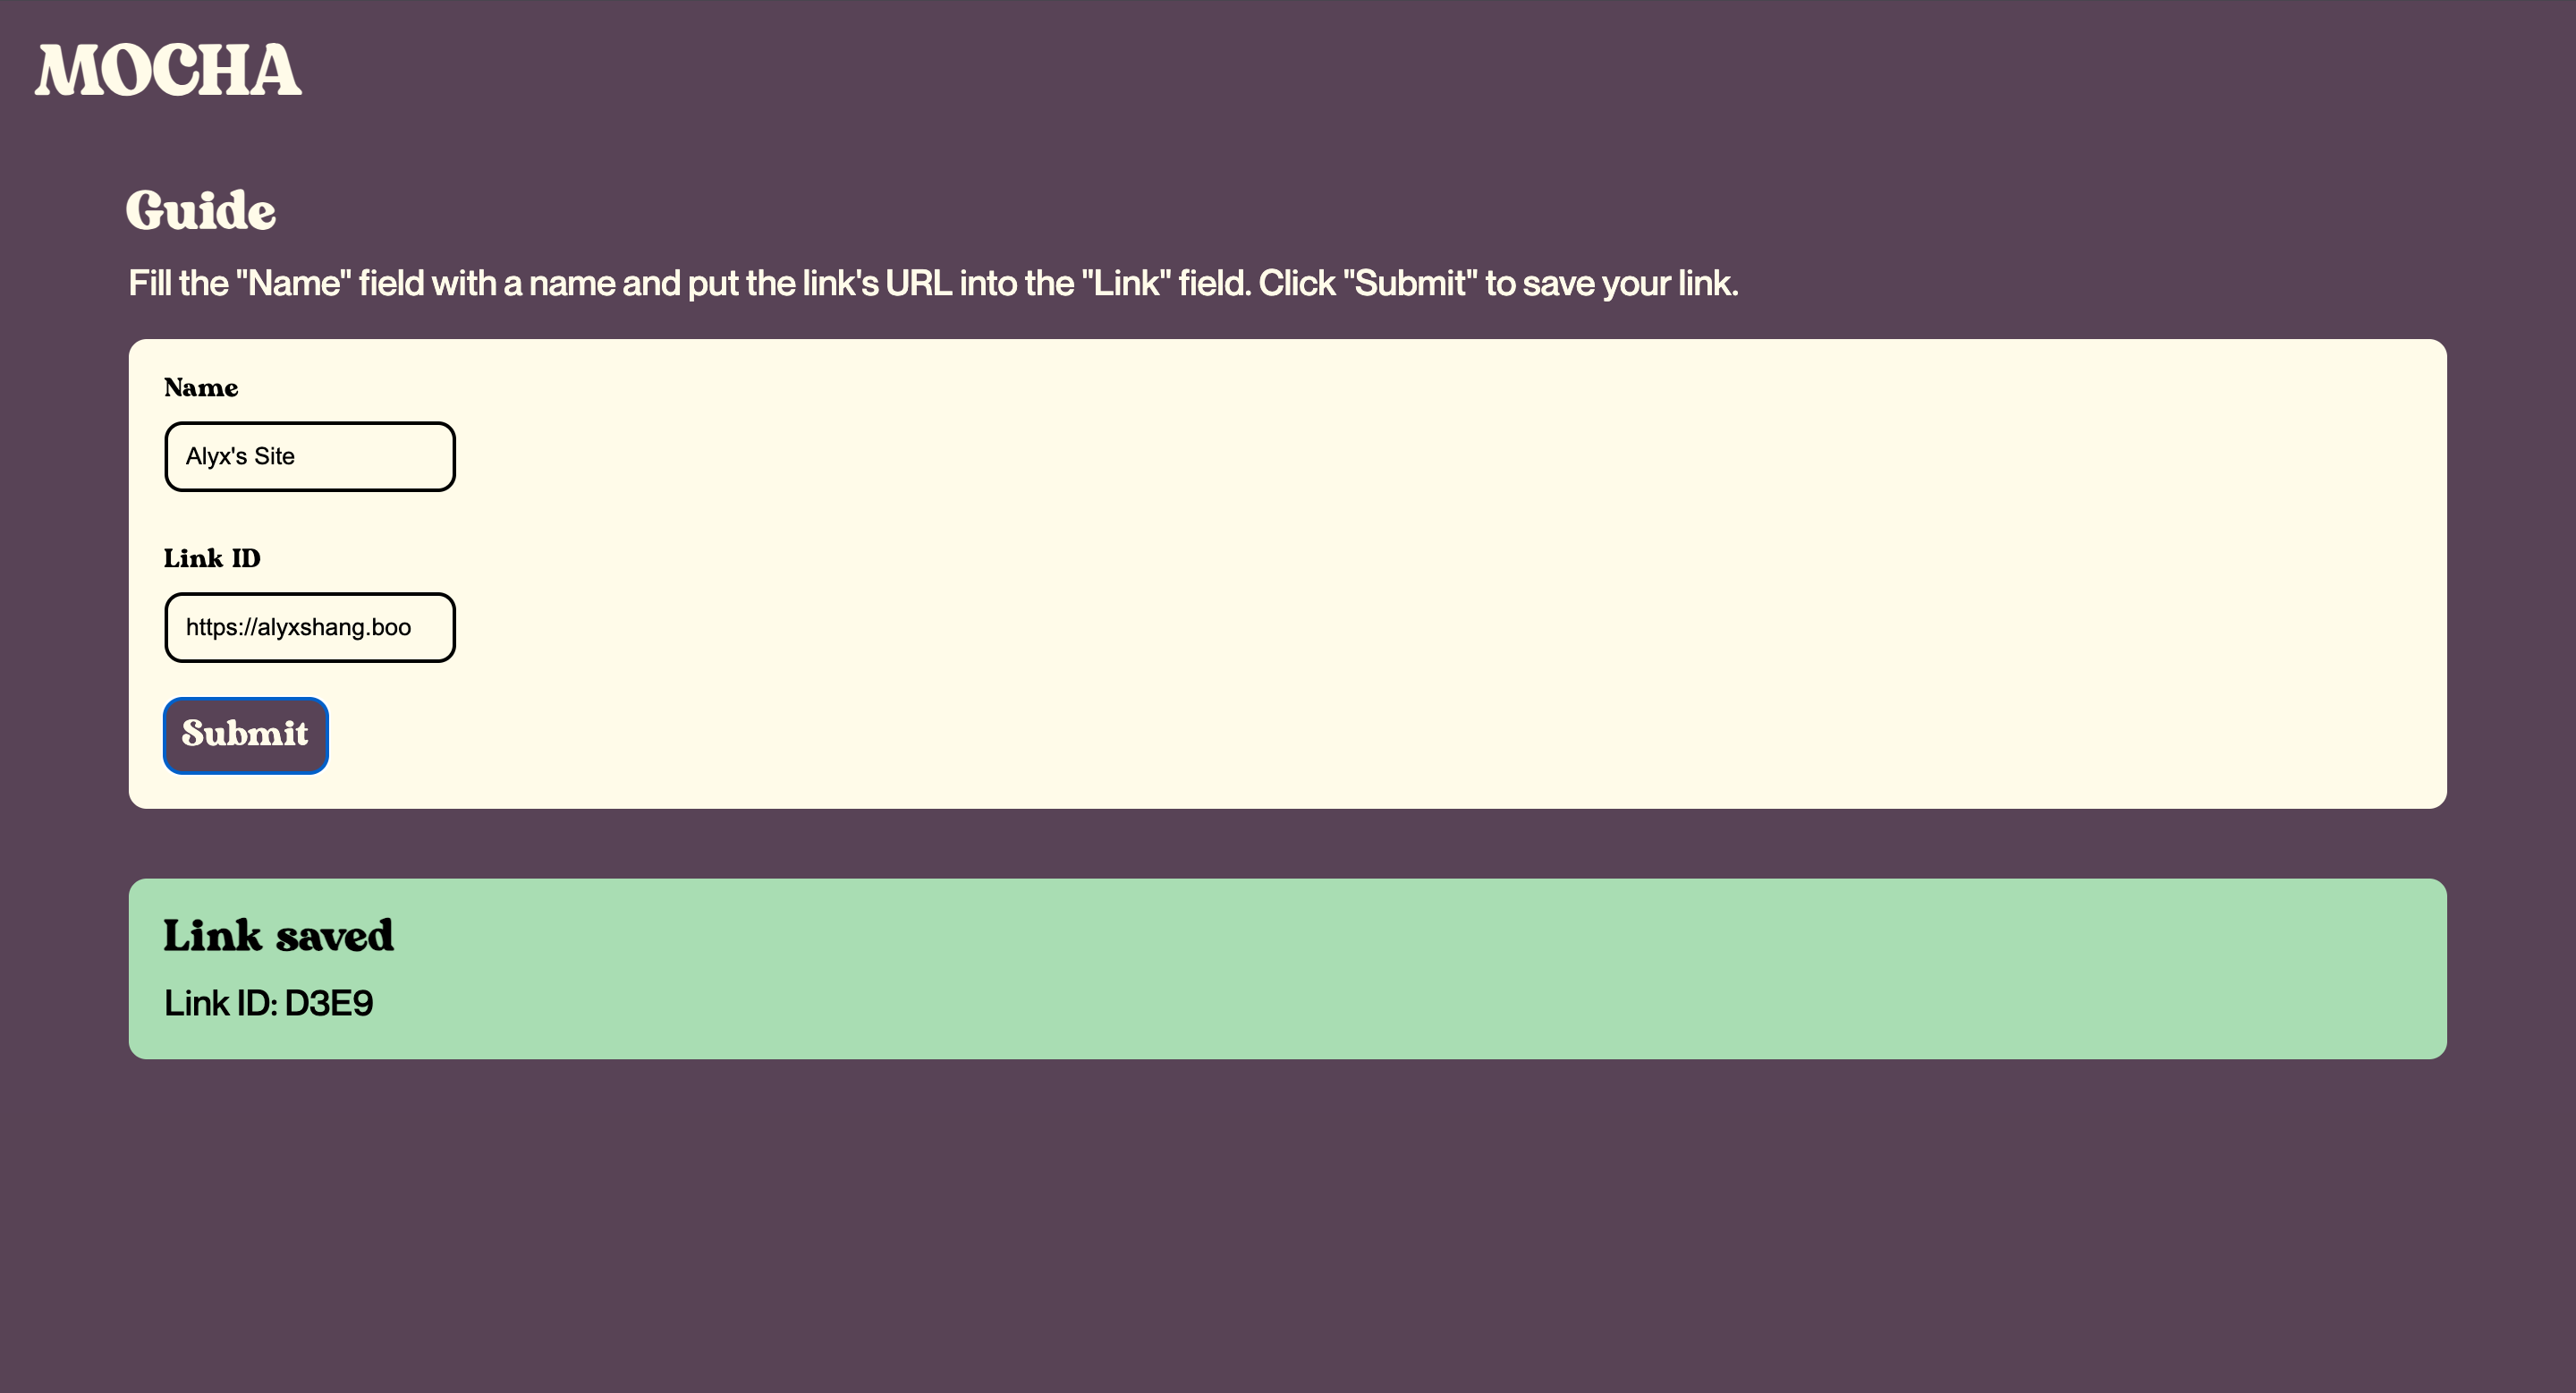 MOCHA
Guide
Fill the "Name" field with a name and put the link's URL into the "Link" field. Click "Submit" to save your link.
Name
Alyx's Site
Link ID
https://alyxshang.boo
Submit
Link saved
Link ID: D3E9